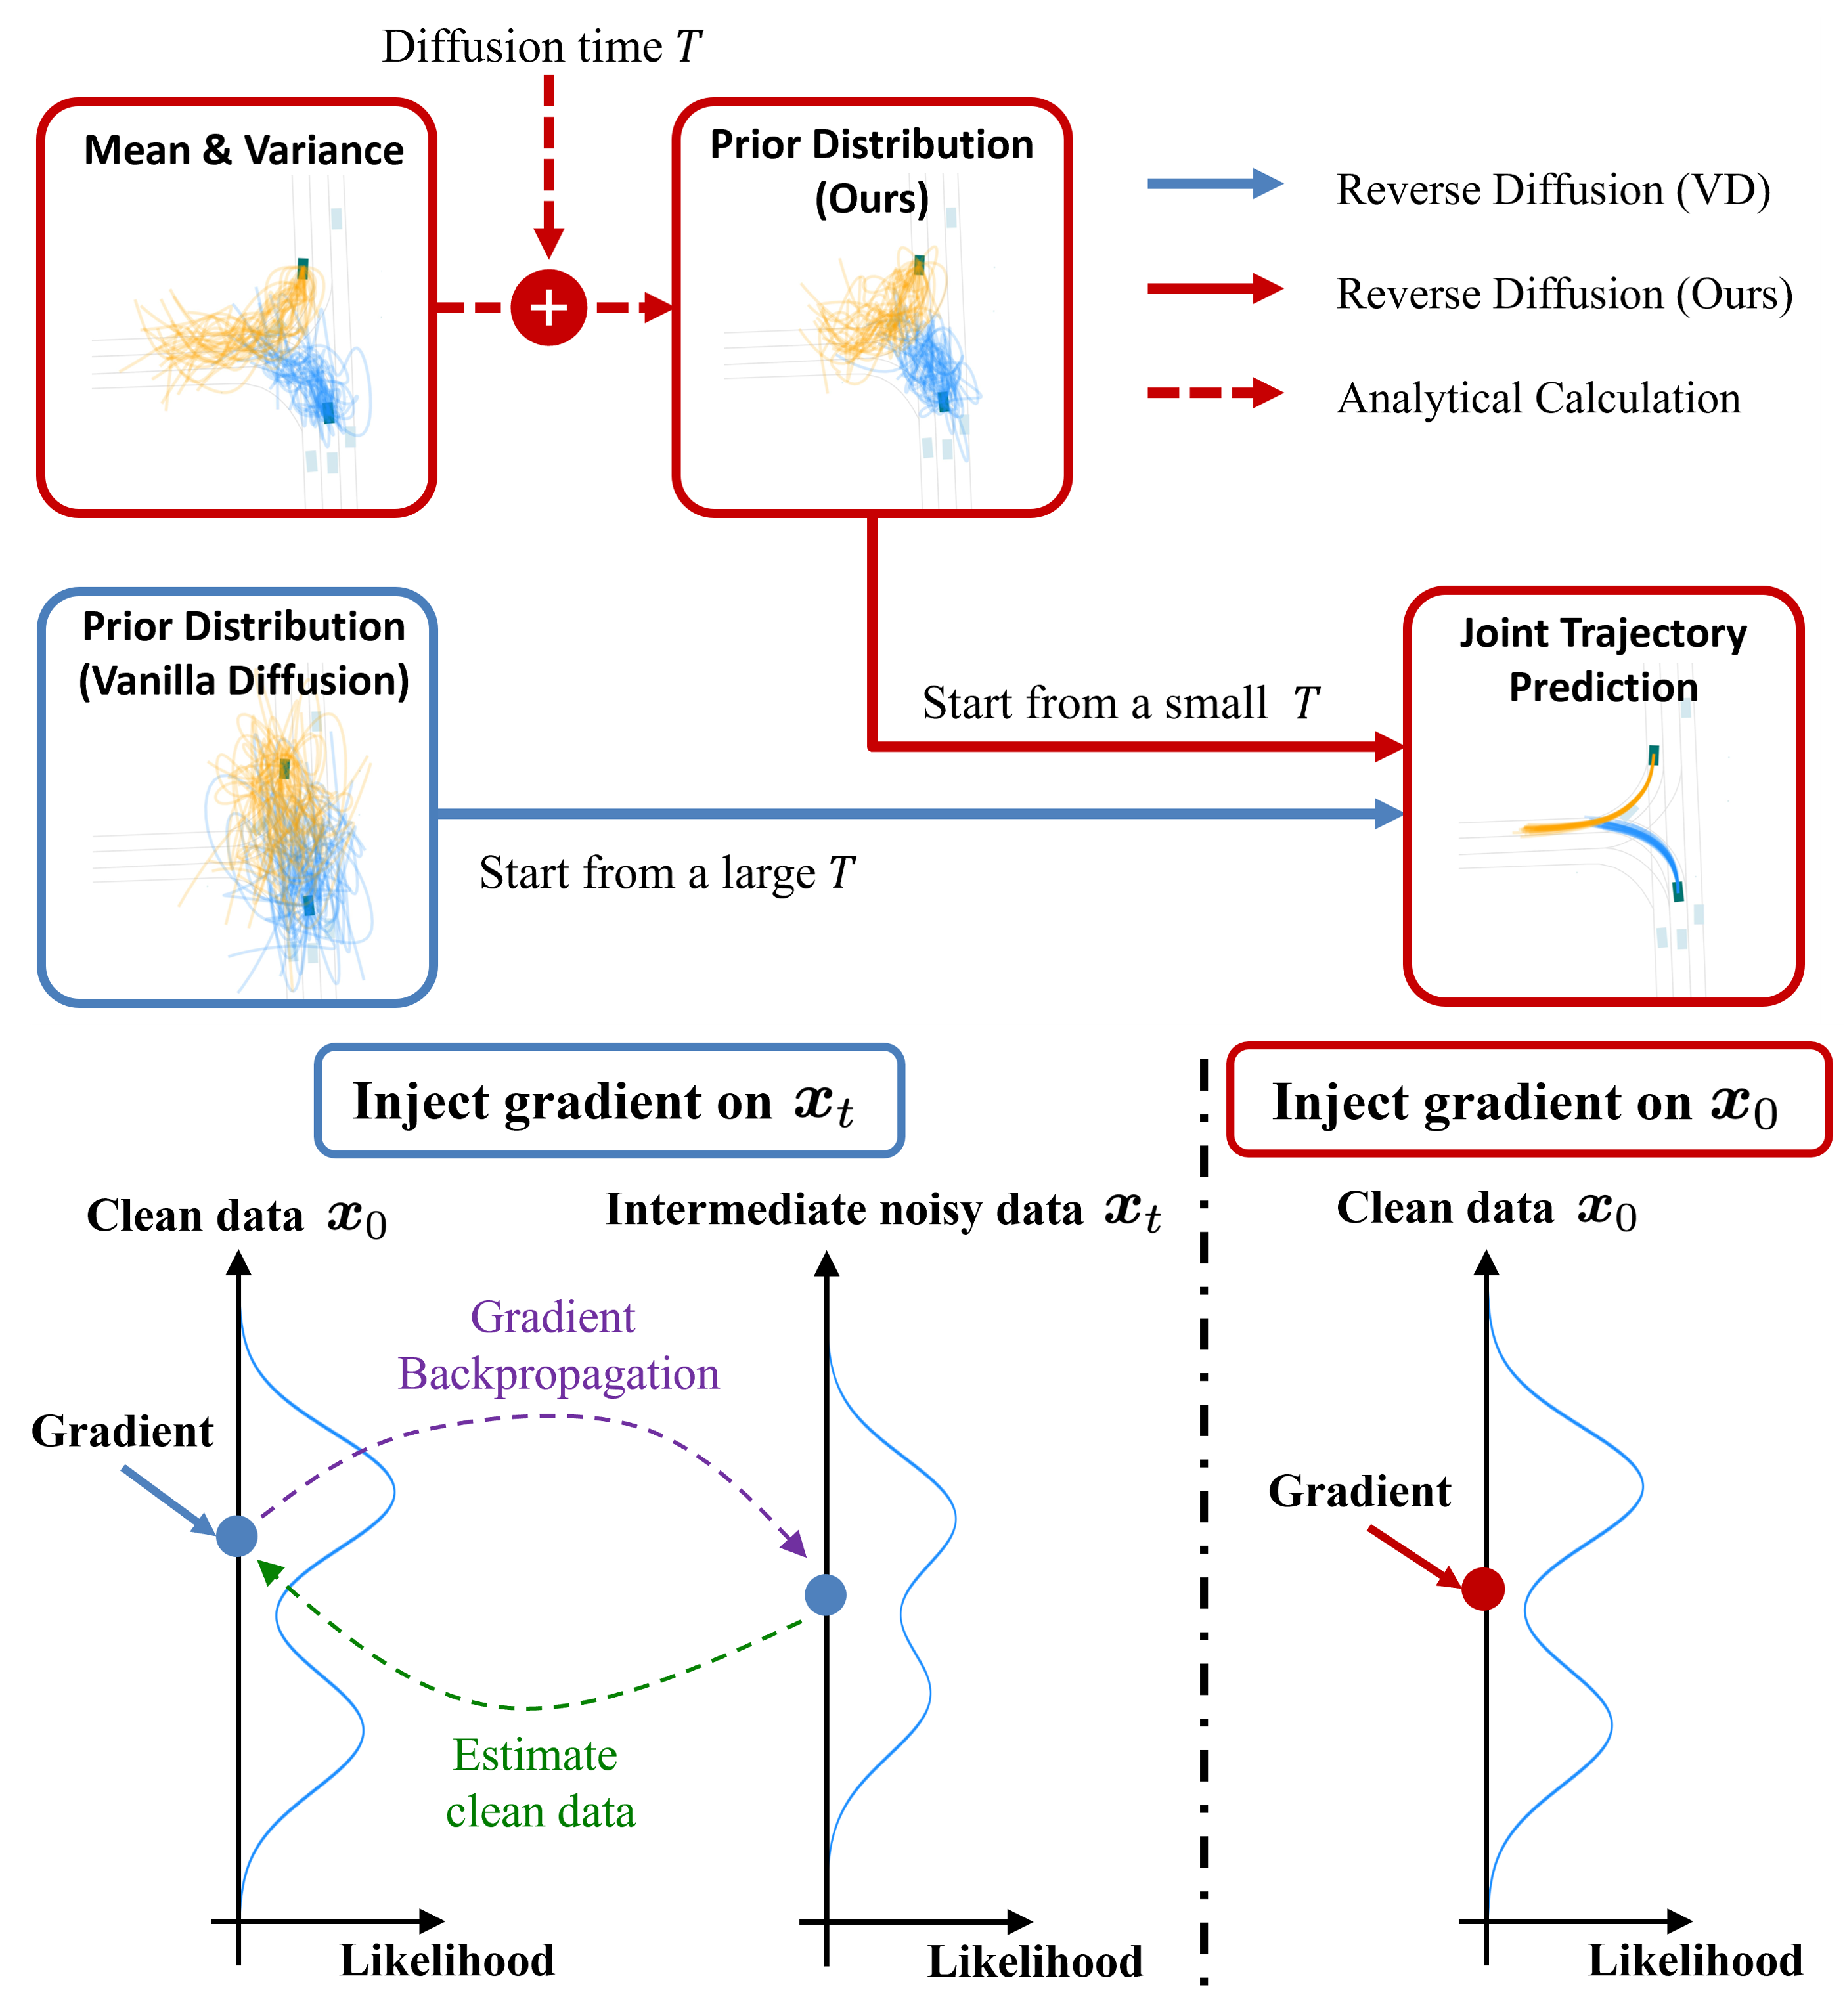 Diffusion time T
Mean & Variance
Prior Distribution
(Ours)
Reverse Diffusion (VD)
Reverse Diffusion (Ours)
Analytical Calculation
Prior Distribution
(Vanilla Diffusion)
Start from a small T
Start from a large T
Joint Trajectory
Prediction
Inject gradient on x_t
Clean data x_0
Intermediate noisy data x_t
Gradient
Backpropagation
Gradient
Estimate
clean data
Likelihood
Likelihood
Inject gradient on x_0
Clean data x_0
Gradient
Likelihood